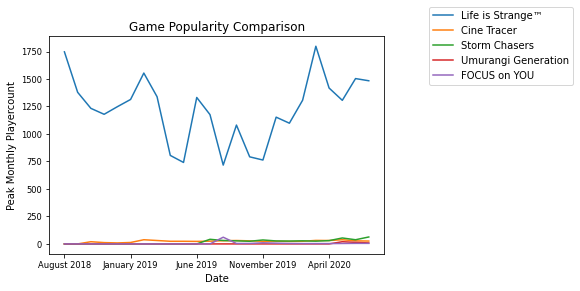 Game Popularity Comparison
Life is Strange™
Cine Tracer
Storm Chasers
Umurangi Generation
FOCUS on YOU
Peak Monthly Playercount
1750
1500
1250
1000
750
500
250
0
August 2018 January 2019 June 2019 November 2019 April 2020
Date